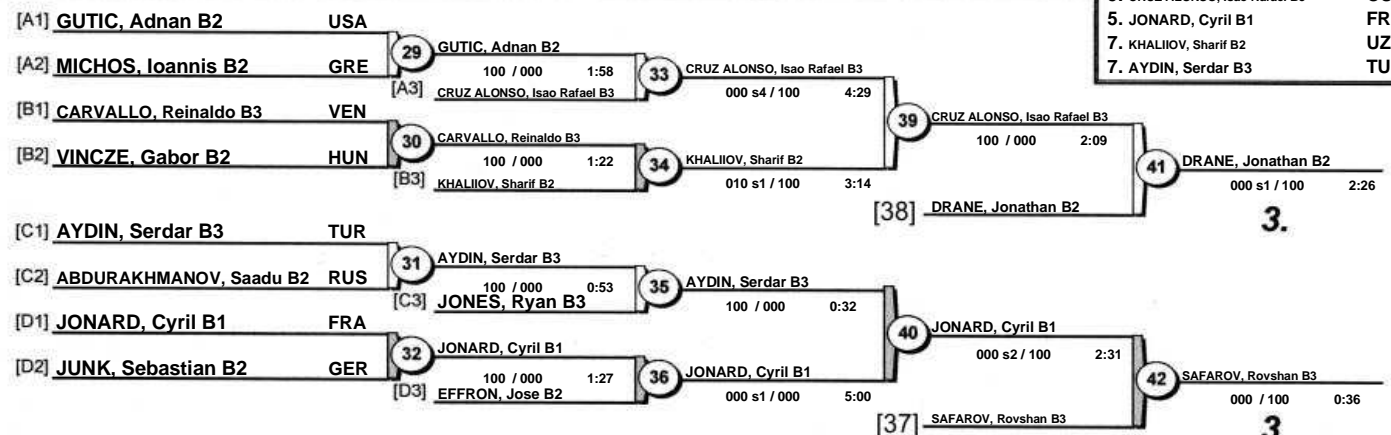 5. JONARD, Cyril B1 FR
7. KHALIIOV, Sharif B2 UZ
7. AYDIN, Serdar B3 TU
[A1] GUTIC, Adnan B2 USA
[A2] MICHOS, Ioannis B2 GRE
29 GUTIC, Adnan B2
100 / 000 1:58
[A3] CRUZ ALONSO, Isao Rafael B3
33 CRUZ ALONSO, Isao Rafael B3
000 s4 / 100 4:29
[B1] CARVALLO, Reinaldo B3 VEN
[B2] VINCZE, Gabor B2 HUN
30 CARVALLO, Reinaldo B3
100 / 000 1:22
[B3] KHALIIOV, Sharif B2
34 KHALIIOV, Sharif B2
010 s1 / 100 3:14
39 CRUZ ALONSO, Isao Rafael B3
100 / 000 2:09
[38] DRANE, Jonathan B2
41 DRANE, Jonathan B2
000 s1 / 100 2:26
3.
[C1] AYDIN, Serdar B3 TUR
[C2] ABDURAKHMANOV, Saadu B2 RUS
31 AYDIN, Serdar B3
100 / 000 0:53
[C3] JONES, Ryan B3
35 AYDIN, Serdar B3
100 / 000 0:32
[D1] JONARD, Cyril B1 FRA
[D2] JUNK, Sebastian B2 GER
32 JONARD, Cyril B1
100 / 000 1:27
[D3] EFFRON, Jose B2
36 JONARD, Cyril B1
000 s1 / 000 5:00
40 JONARD, Cyril B1
000 s2 / 100 2:31
[37] SAFAROV, Rovshan B3
42 SAFAROV, Rovshan B3
000 / 100 0:36
3